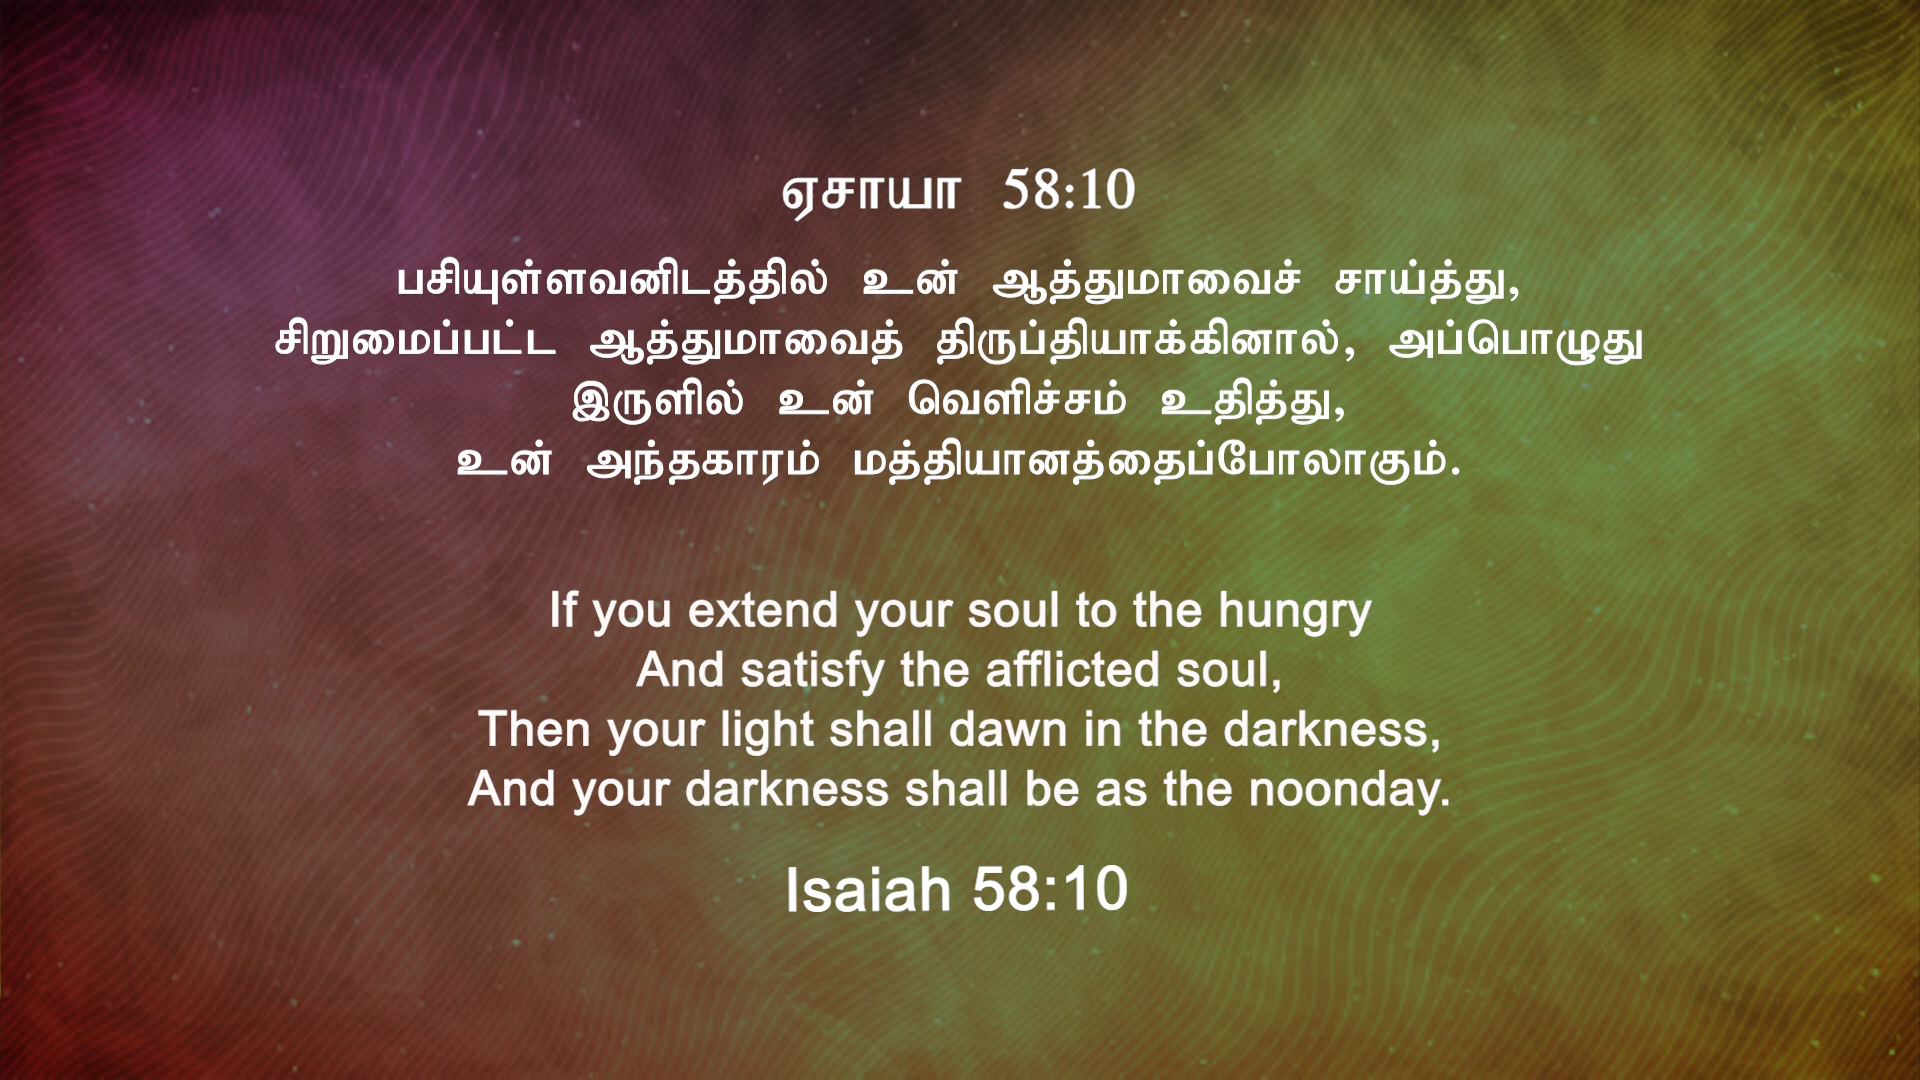 ஏசாயா 58:10
பசியுள்ளவனிடத்தில் உன் ஆத்துமாவைச் சாய்த்து,
சிறுமைப்பட்ட ஆத்துமாவைத் திருப்தியாக்கினால், அப்பொழுது
இருளில் உன் வெளிச்சம் உதித்து,
உன் அந்தகாரம் மத்தியானத்தைப்போலாகும்.
If you extend your soul to the hungry
And satisfy the afflicted soul,
Then your light shall dawn in the darkness,
And your darkness shall be as the noonday.
Isaiah 58:10